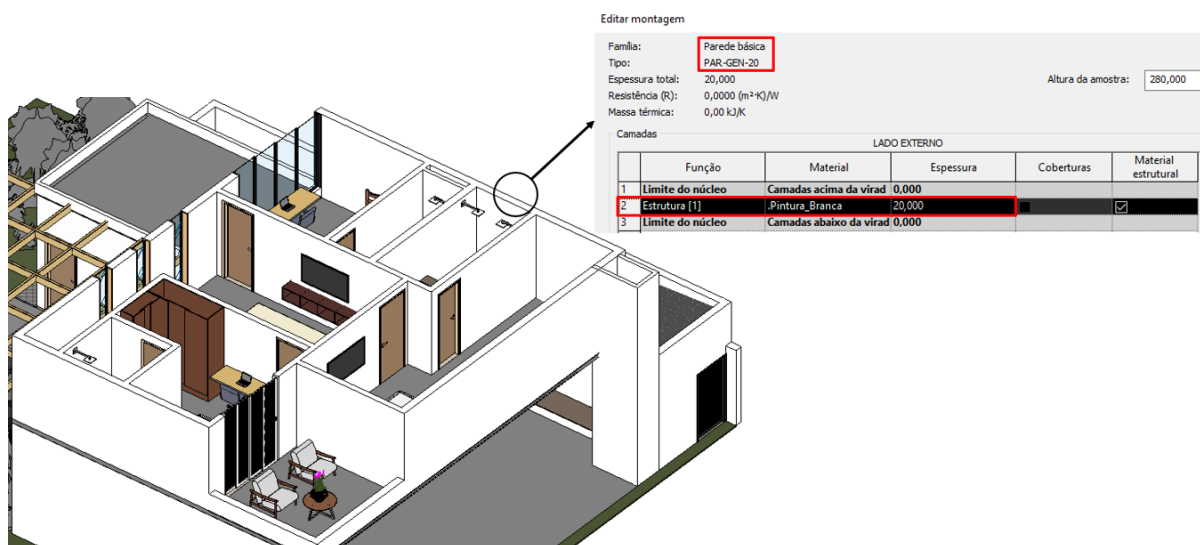 Editar montagem
Família: Parede básica
Tipo: PAR-GEN-20
Espessura total: 20,000 Altura da amostra: 280,000
Resistência (R): 0,0000 (m²·K)/W
Massa térmica: 0,00 kJ/K
Camadas
LADO EXTERNO
Função Material Espessura Coberturas Material estrutural
1 Limite do núcleo Camadas acima da virad 0,000
2 Estrutura [1] .Pintura_Branca 20,000
3 Limite do núcleo Camadas abaixo da virad 0,000